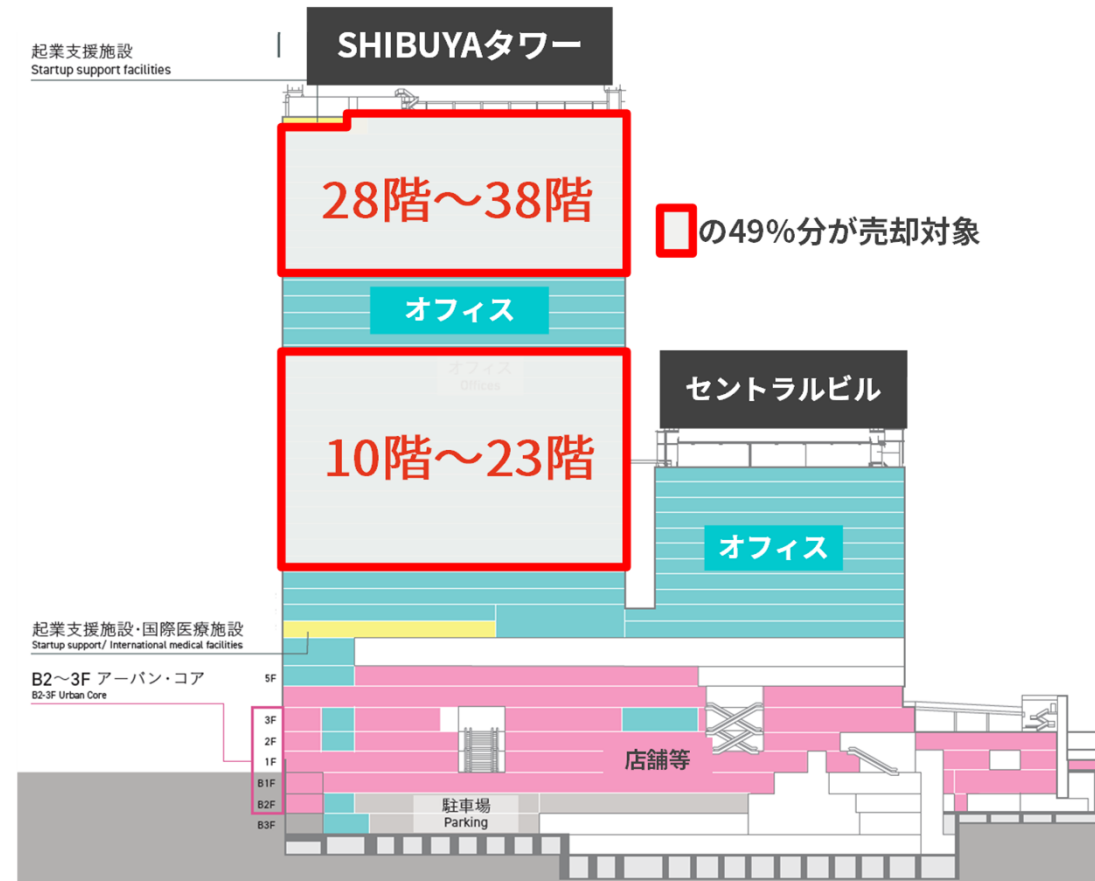 SHIBUYAタワー
起業支援施設
Startup support facilities
28階〜38階
の49%分が売却対象
オフィス
オフィス
Offices
セントラルビル
10階〜23階
オフィス
起業支援施設・国際医療施設
Startup support/ International medical facilities
B2〜3F アーバン・コア
B2-3F Urban Core
5F
3F
2F
1F
B1F
B2F
B3F
店舗等
駐車場
Parking